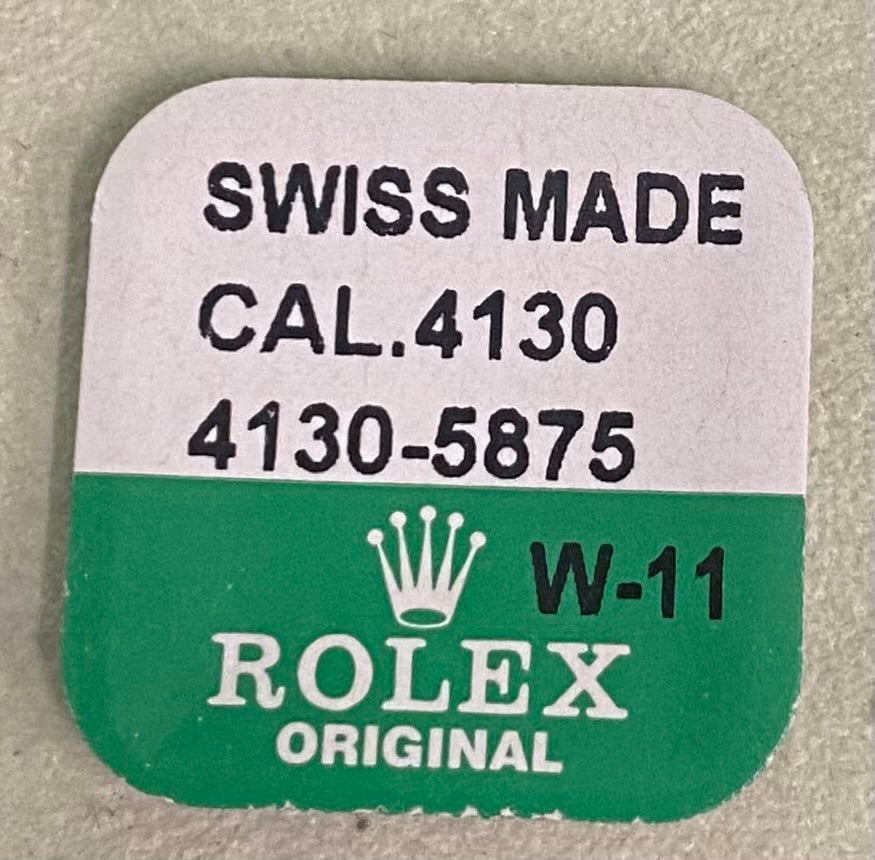 SWISS MADE
CAL.4130
4130-5875
W-11
ROLEX
ORIGINAL